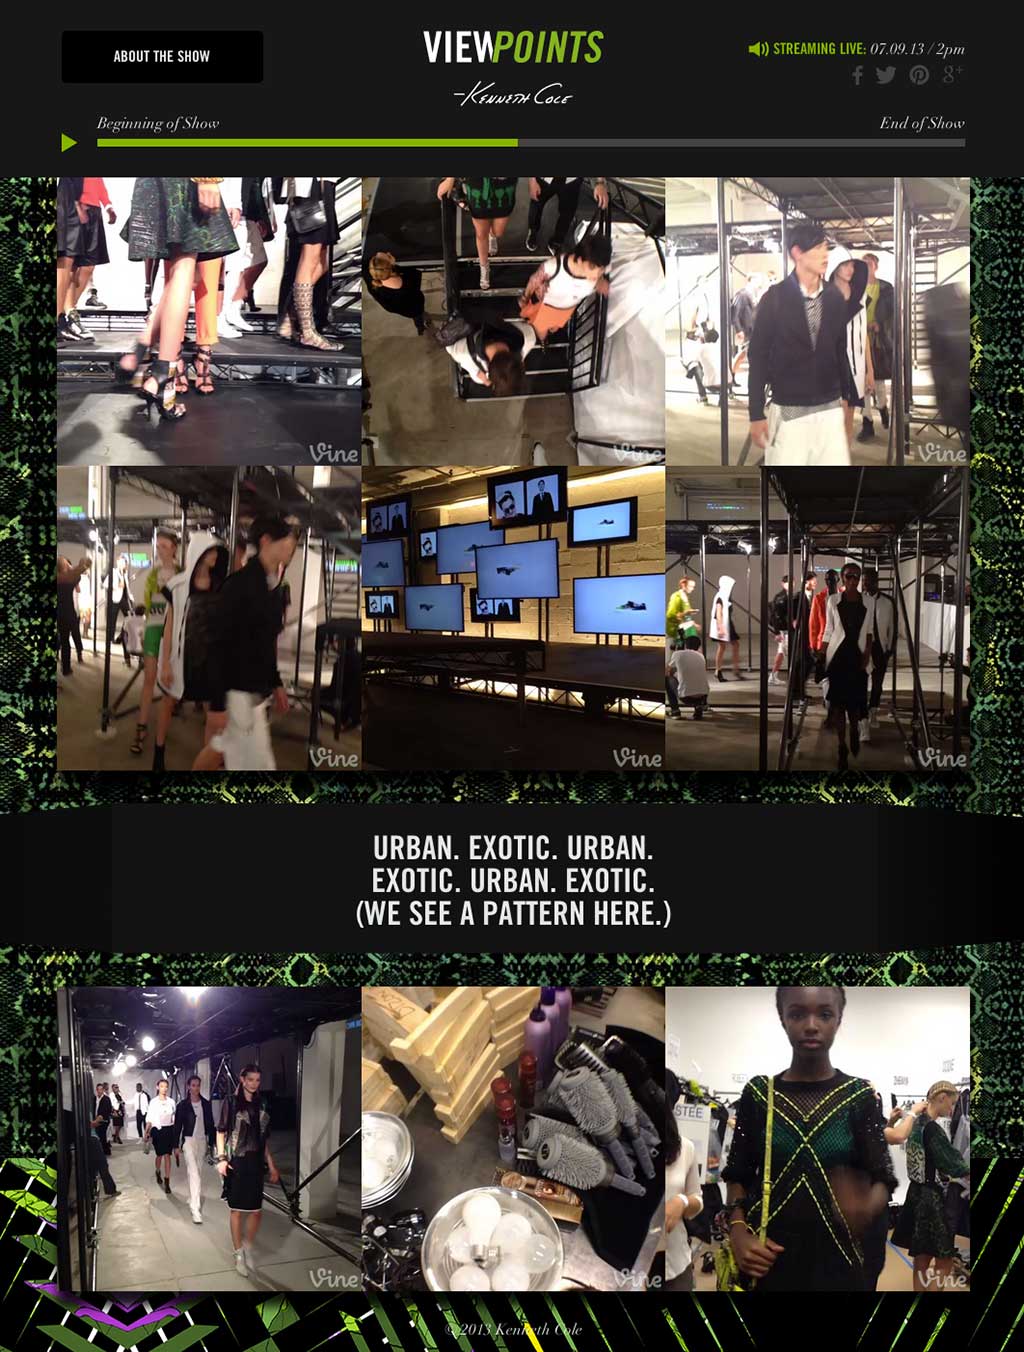 ABOUT THE SHOW
VIEWPOINTS
-KENNETH COLE
STREAMING LIVE: 07.09.13 / 2pm
Beginning of Show
End of Show
Vine
Vine
Vine
Vine
Vine
Vine
URBAN. EXOTIC. URBAN.
EXOTIC. URBAN. EXOTIC.
(WE SEE A PATTERN HERE.)
STEE
Vine
Vine
Vine
© 2013 Kenneth Cole